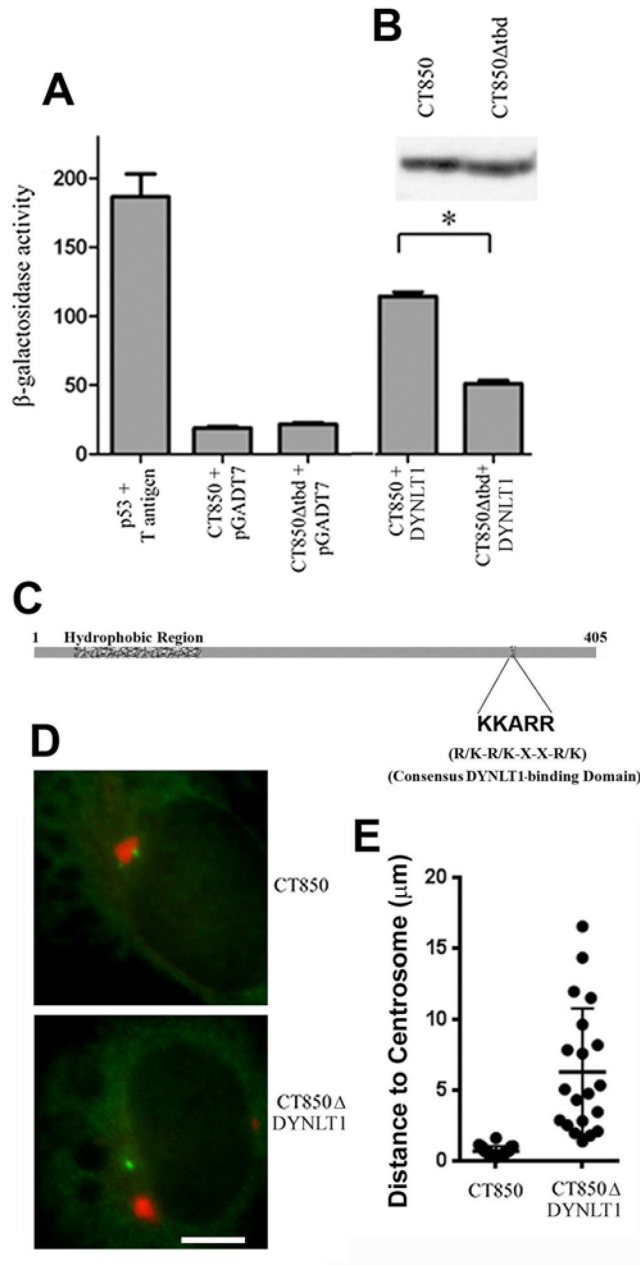 B
CT850
CT850Δtbd
A
β-galactosidase activity
200
150
100
50
0
*
p53 +
T antigen
CT850 +
pGADT7
CT850Δtbd +
pGADT7
CT850 +
DYNLT1
CT850Δtbd+
DYNLT1
C
1 Hydrophobic Region 405
KKARR
(R/K-R/K-X-X-R/K)
(Consensus DYNLT1-binding Domain)
D
CT850
CT850Δ
DYNLT1
E
Distance to Centrosome (μm)
20
15
10
5
0
CT850
CT850Δ
DYNLT1